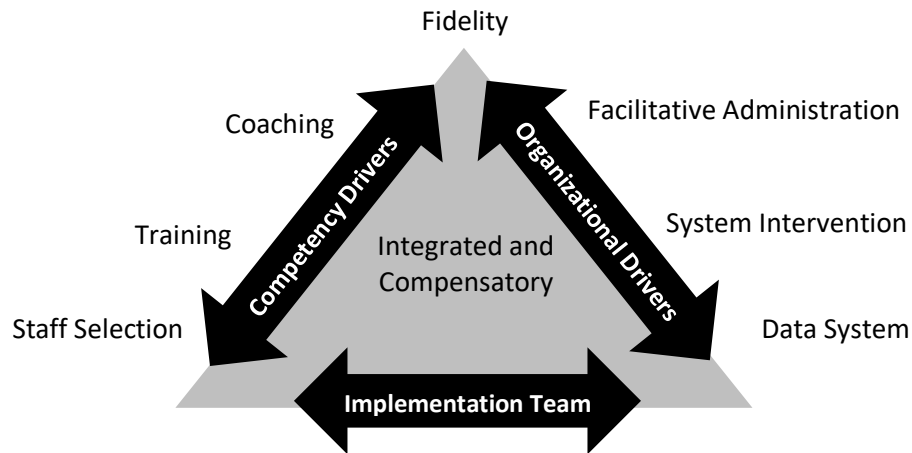 Fidelity
Coaching
Facilitative Administration
Competency Drivers
Organizational Drivers
Training
System Intervention
Integrated and
Compensatory
Staff Selection
Data System
Implementation Team